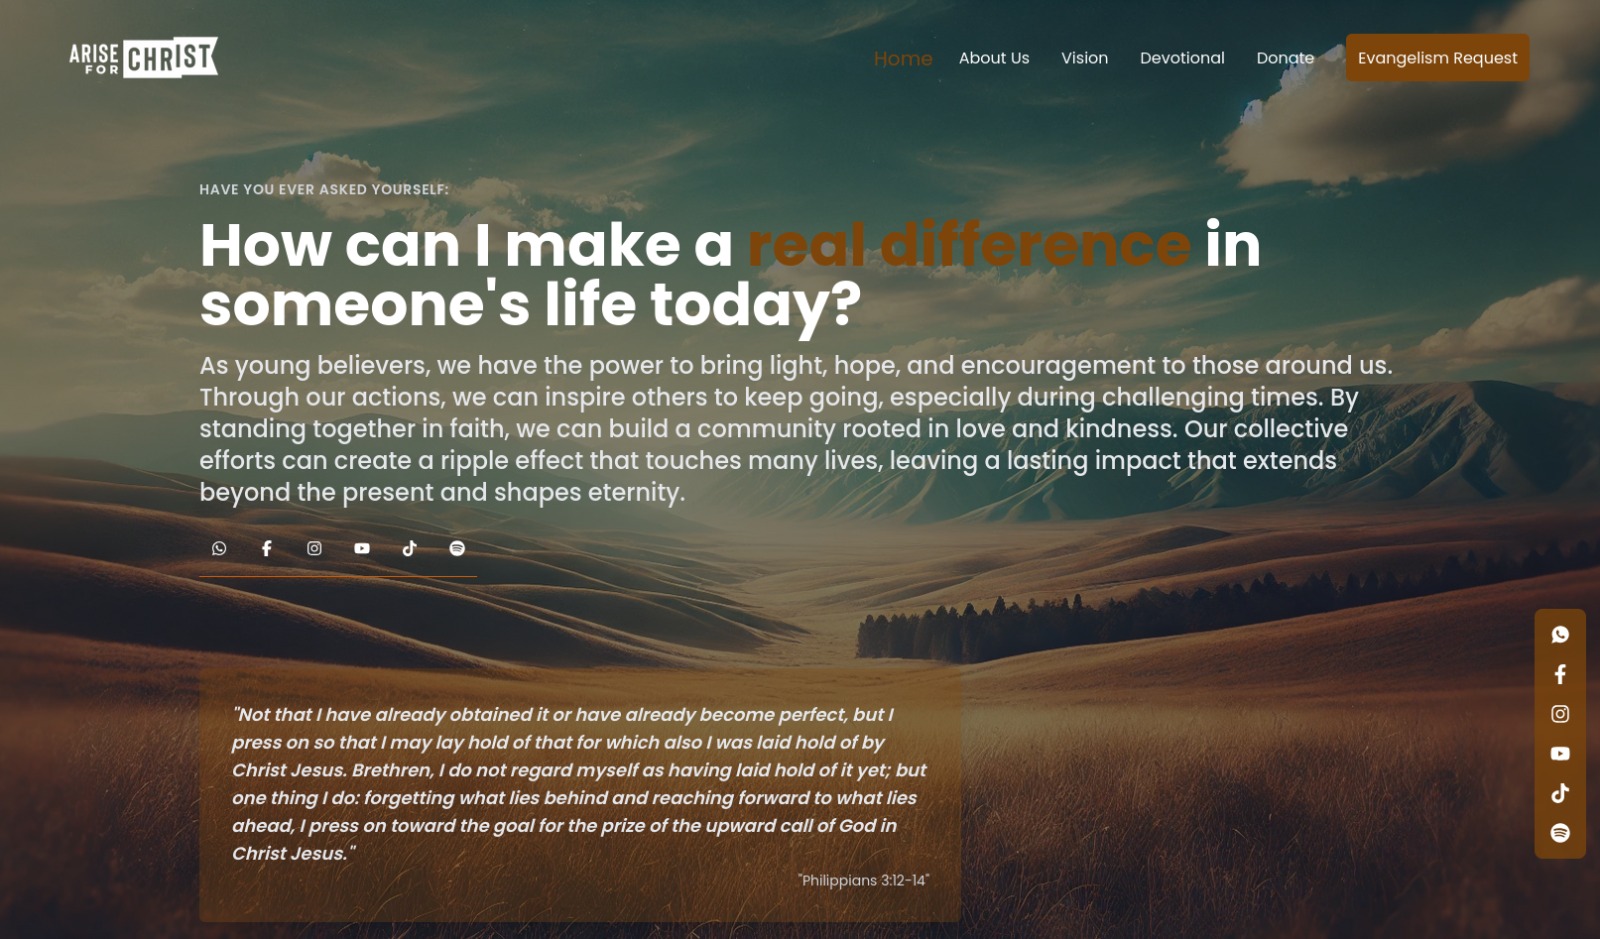 ARISE FOR CHRIST
Home
About Us
Vision
Devotional
Donate
Evangelism Request
HAVE YOU EVER ASKED YOURSELF:
How can I make a real difference in
someone's life today?
As young believers, we have the power to bring light, hope, and encouragement to those around us.
Through our actions, we can inspire others to keep going, especially during challenging times. By
standing together in faith, we can build a community rooted in love and kindness. Our collective
efforts can create a ripple effect that touches many lives, leaving a lasting impact that extends
beyond the present and shapes eternity.
"Not that I have already obtained it or have already become perfect, but I
press on so that I may lay hold of that for which also I was laid hold of by
Christ Jesus. Brethren, I do not regard myself as having laid hold of it yet; but
one thing I do: forgetting what lies behind and reaching forward to what lies
ahead, I press on toward the goal for the prize of the upward call of God in
Christ Jesus."
"Philippians 3:12-14"